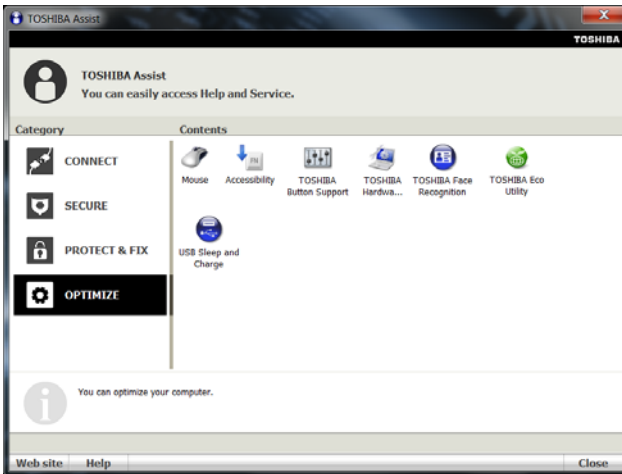 TOSHIBA Assist
TOSHIBA
TOSHIBA Assist
You can easily access Help and Service.
Category
Contents
CONNECT
SECURE
PROTECT & FIX
OPTIMIZE
Mouse
Accessibility
FN
TOSHIBA
Button Support
TOSHIBA
Hardwa...
TOSHIBA Face
Recognition
TOSHIBA Eco
Utility
USB Sleep and
Charge
You can optimize your computer.
Web site
Help
Close